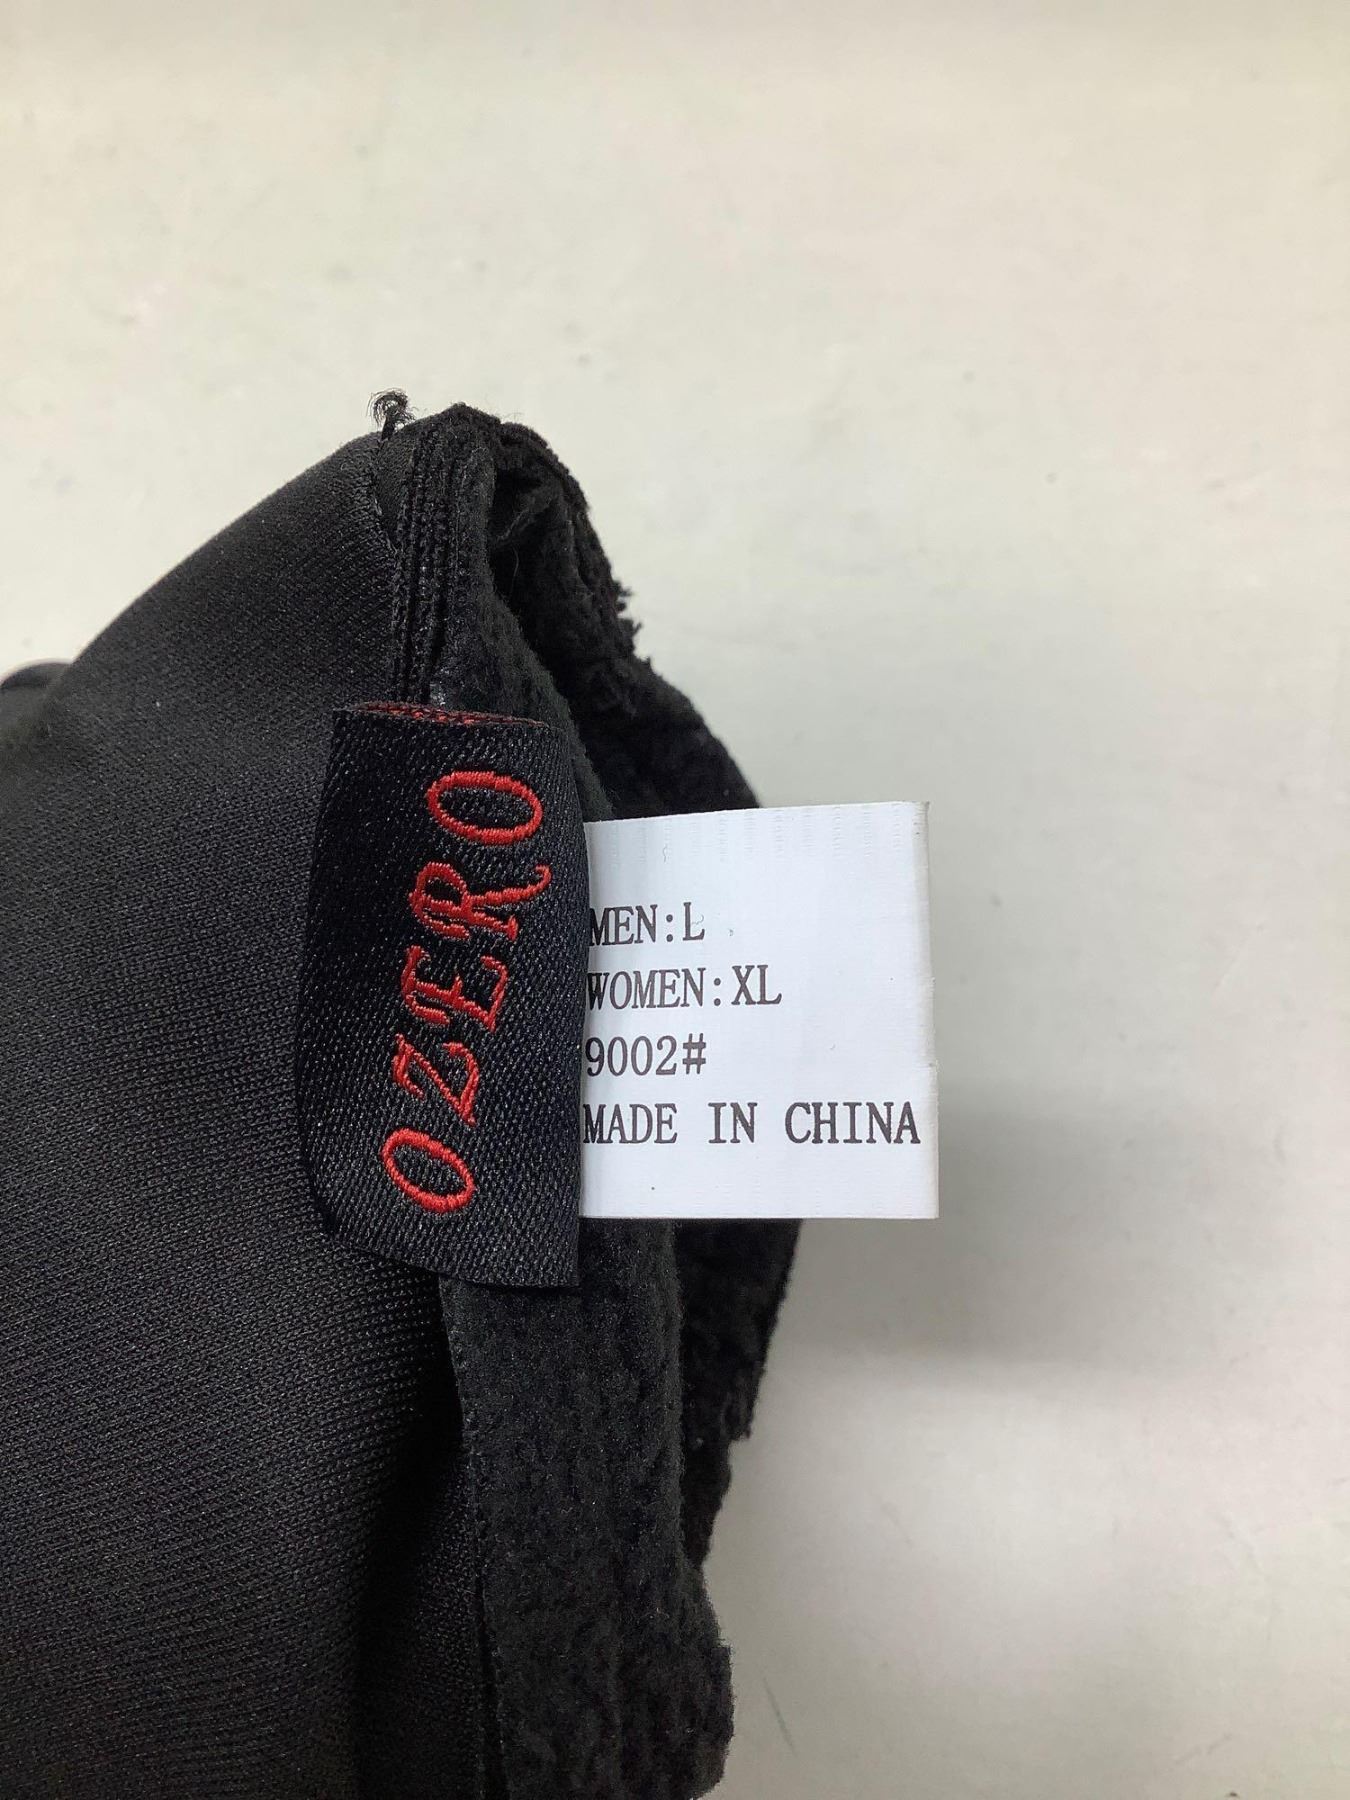 OZERO
MEN:L
WOMEN:XL
9002#
MADE IN CHINA